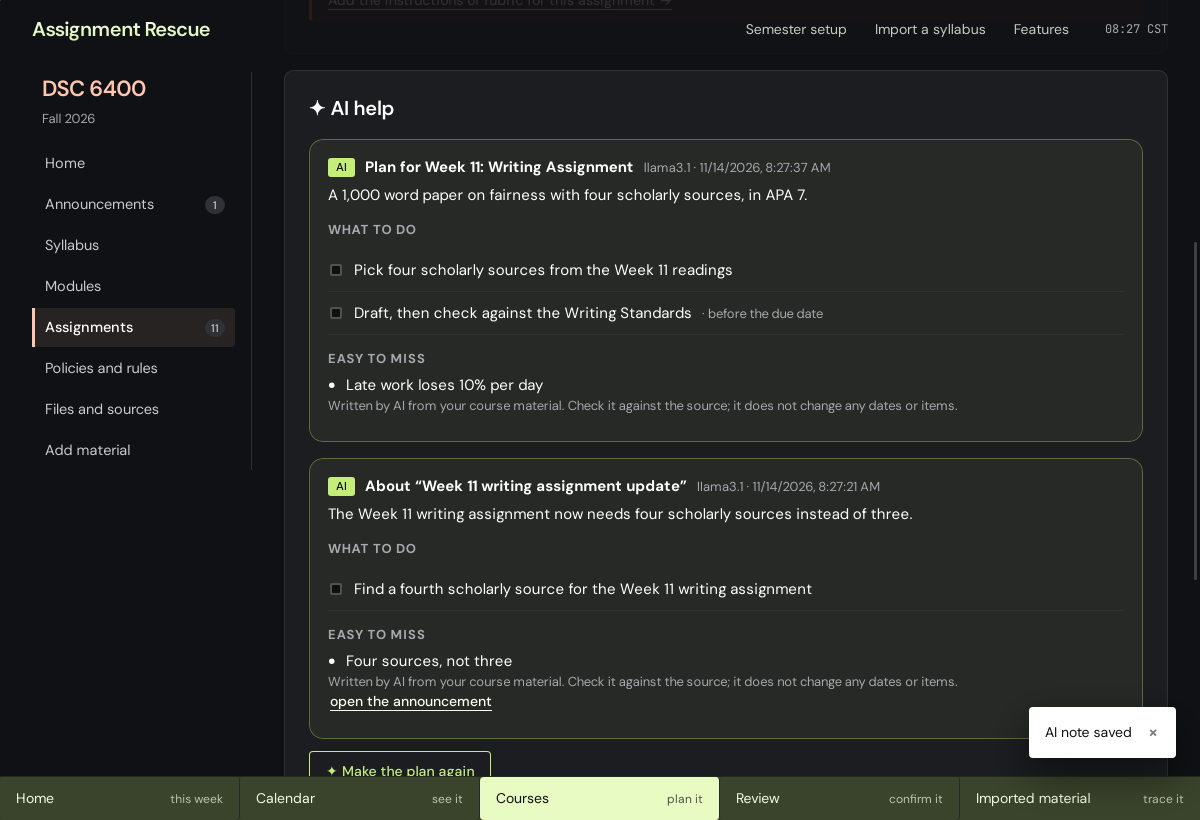 Add the instructions or rubric for this assignment →
Assignment Rescue
Semester setup
Import a syllabus
Features
08:27 CST
DSC 6400
Fall 2026
Home
Announcements 1
Syllabus
Modules
Assignments 11
Policies and rules
Files and sources
Add material
✦ AI help
AI Plan for Week 11: Writing Assignment llama3.1 · 11/14/2026, 8:27:37 AM
A 1,000 word paper on fairness with four scholarly sources, in APA 7.
WHAT TO DO
Pick four scholarly sources from the Week 11 readings
Draft, then check against the Writing Standards · before the due date
EASY TO MISS
• Late work loses 10% per day
Written by AI from your course material. Check it against the source; it does not change any dates or items.
AI About “Week 11 writing assignment update” llama3.1 · 11/14/2026, 8:27:21 AM
The Week 11 writing assignment now needs four scholarly sources instead of three.
WHAT TO DO
Find a fourth scholarly source for the Week 11 writing assignment
EASY TO MISS
• Four sources, not three
Written by AI from your course material. Check it against the source; it does not change any dates or items.
open the announcement
AI note saved ×
✦ Make the plan again
Home this week
Calendar see it
Courses plan it
Review confirm it
Imported material trace it